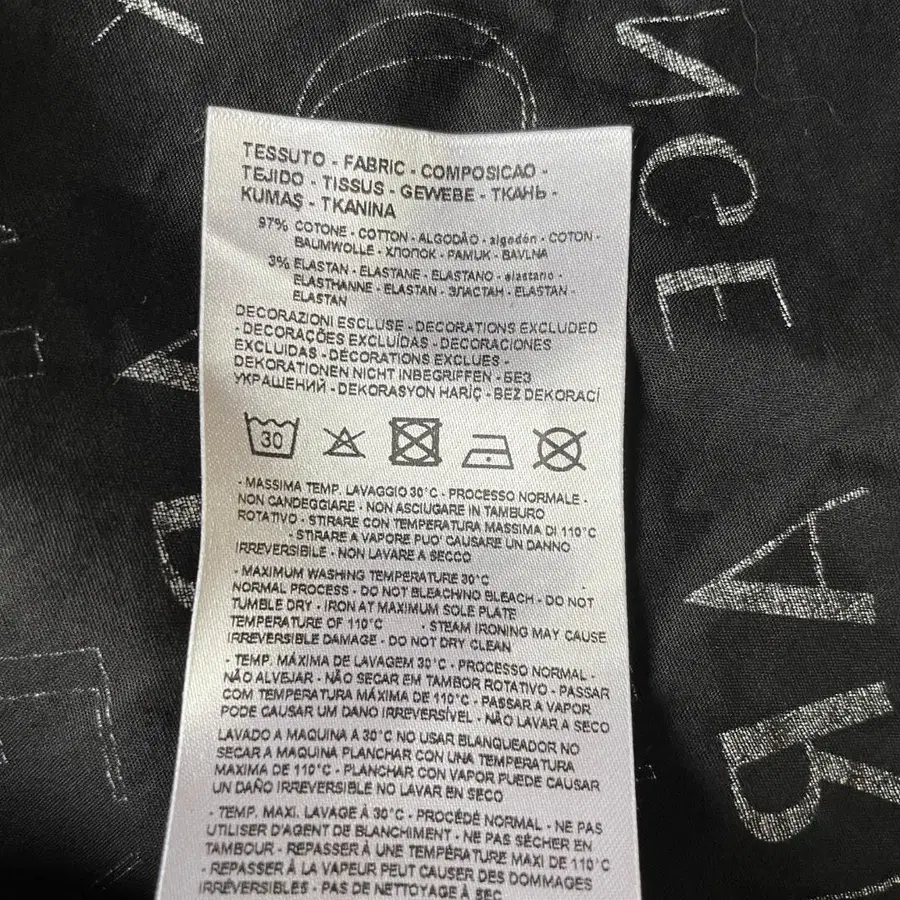 TESSUTO - FABRIC - COMPOSICAO -
TEJIDO - TISSUS - GEWEBE - ТКАНЬ -
KUMAŞ - TKANINA
97% COTONE - COTTON - ALGODÃO - algodón - COTON -
BAUMWOLLE - ХЛОПОК - PAMUK - BAVLNA
3% ELASTAN - ELASTANE - ELASTANO - elastano -
ELASTHANNE - ELASTAN - ЭЛАСТАН - ELASTAN -
ELASTAN
DECORAZIONI ESCLUSE - DECORATIONS EXCLUDED
- DECORAÇÕES EXCLUÍDAS - DECORACIONES
EXCLUIDAS - DÉCORATIONS EXCLUES -
DEKORATIONEN NICHT INBEGRIFFEN - БЕЗ
УКРАШЕНИЙ - DEKORASYON HARİÇ - BEZ DEKORACÍ
30
- MASSIMA TEMP. LAVAGGIO 30°C - PROCESSO NORMALE -
NON CANDEGGIARE - NON ASCIUGARE IN TAMBURO
ROTATIVO - STIRARE CON TEMPERATURA MASSIMA DI 110°C
- STIRARE A VAPORE PUO' CAUSARE UN DANNO
IRREVERSIBILE - NON LAVARE A SECCO
- MAXIMUM WASHING TEMPERATURE 30°C
NORMAL PROCESS - DO NOT BLEACHINO BLEACH - DO NOT
TUMBLE DRY - IRON AT MAXIMUM SOLE PLATE
TEMPERATURE OF 110°C - STEAM IRONING MAY CAUSE
IRREVERSIBLE DAMAGE - DO NOT DRY CLEAN
- TEMP. MÁXIMA DE LAVAGEM 30°C - PROCESSO NORMAL -
NÃO ALVEJAR - NÃO SECAR EM TAMBOR ROTATIVO - PASSAR
COM TEMPERATURA MÁXIMA DE 110°C - PASSAR A VAPOR
PODE CAUSAR UM DANO IRREVERSÍVEL - NÃO LAVAR A SECO
LAVADO A MAQUINA A 30°C NO USAR BLANQUEADOR NO
SECAR A MAQUINA PLANCHAR CON UNA TEMPERATURA
MAXIMA DE 110°C - PLANCHAR CON VAPOR PUEDE CAUSAR
UN DAÑO IRREVERSIBLE NO LAVAR EN SECO
- TEMP. MAXI. LAVAGE À 30°C - PROCÉDÉ NORMAL - NE PAS
UTILISER D'AGENT DE BLANCHIMENT - NE PAS SÉCHER EN
TAMBOUR - REPASSER À UNE TEMPÉRATURE MAXI DE 110°C
- REPASSER À LA VAPEUR PEUT CAUSER DES DOMMAGES
IRRÉVERSIBLES - PAS DE NETTOYAGE À SEC